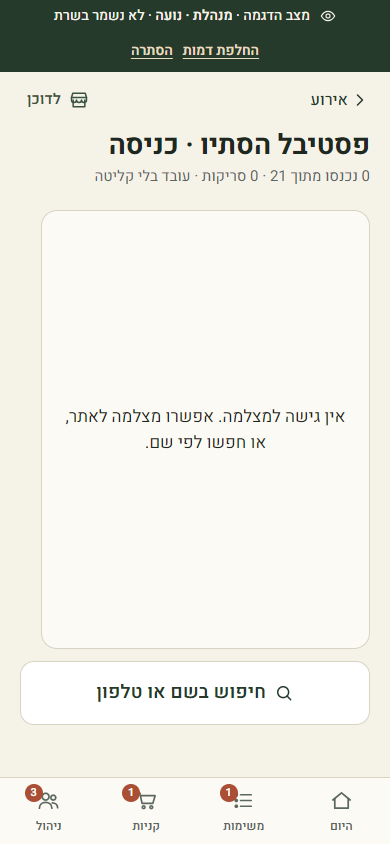 מצב הדגמה · מנהלת · נועה · לא נשמר בשרת
החלפת דמות הסתרה
אירוע
לדוכן
פסטיבל הסתיו · כניסה
0 נכנסו מתוך 21 · 0 סריקות · עובד בלי קליטה
אין גישה למצלמה. אפשרו מצלמה לאתר,
או חפשו לפי שם.
חיפוש בשם או טלפון
1 1 3
היום משימות קניות ניהול